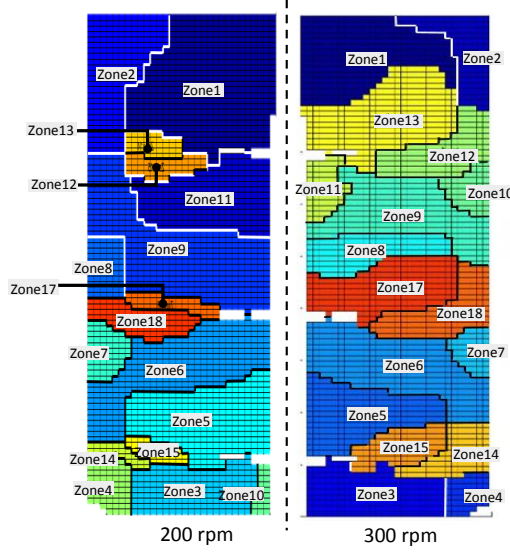 Zone2
Zone1
Zone13
Zone12
Zone11
Zone9
Zone8
Zone17
Zone18
Zone7
Zone6
Zone5
Zone15
Zone14
Zone4
Zone3
Zone10
200 rpm
Zone1
Zone2
Zone13
Zone12
Zone11
Zone10
Zone9
Zone8
Zone17
Zone18
Zone7
Zone6
Zone5
Zone15
Zone14
Zone3
Zone4
300 rpm